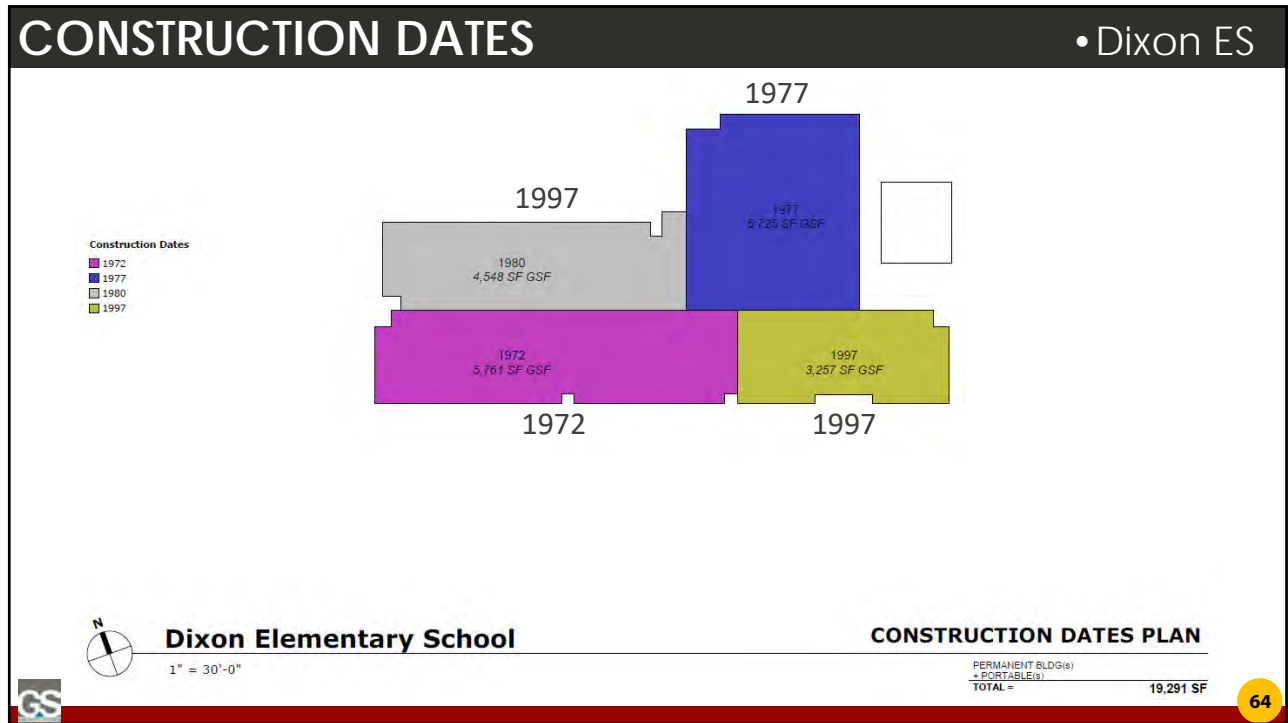 CONSTRUCTION DATES
• Dixon ES
1977
1997
1977
5,725 SF GSF
Construction Dates
1972
1977
1980
1997
1980
4,548 SF GSF
1972
5,761 SF GSF
1997
3,257 SF GSF
1972
1997
N
Dixon Elementary School
1" = 30'-0"
CONSTRUCTION DATES PLAN
PERMANENT BLDG(s)
+ PORTABLE(s)
TOTAL = 19,291 SF
GS
64